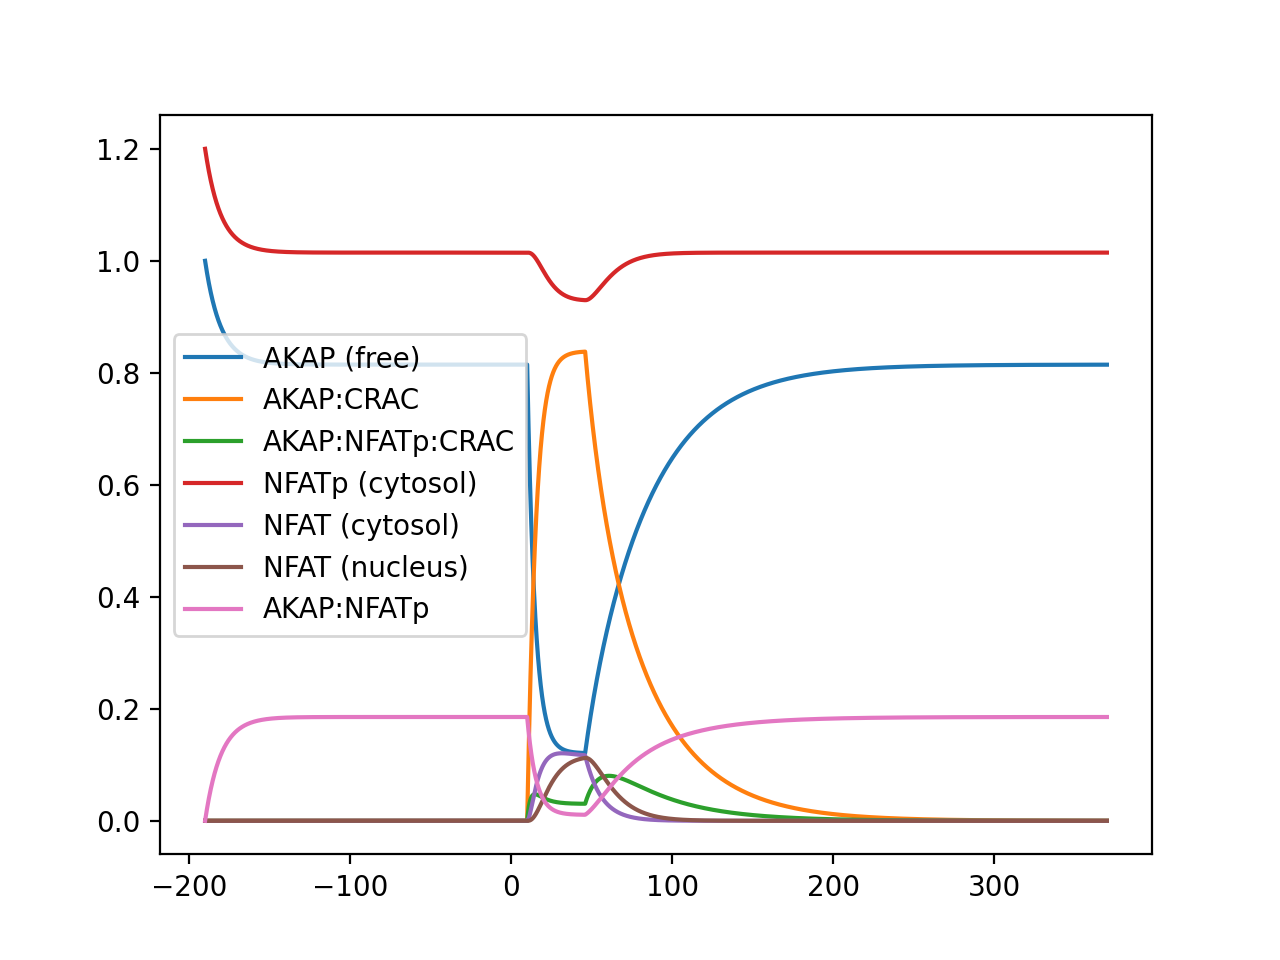 1.2
1.0
0.8
0.6
0.4
0.2
0.0
AKAP (free)
AKAP:CRAC
AKAP:NFATp:CRAC
NFATp (cytosol)
NFAT (cytosol)
NFAT (nucleus)
AKAP:NFATp
−200 −100 0 100 200 300